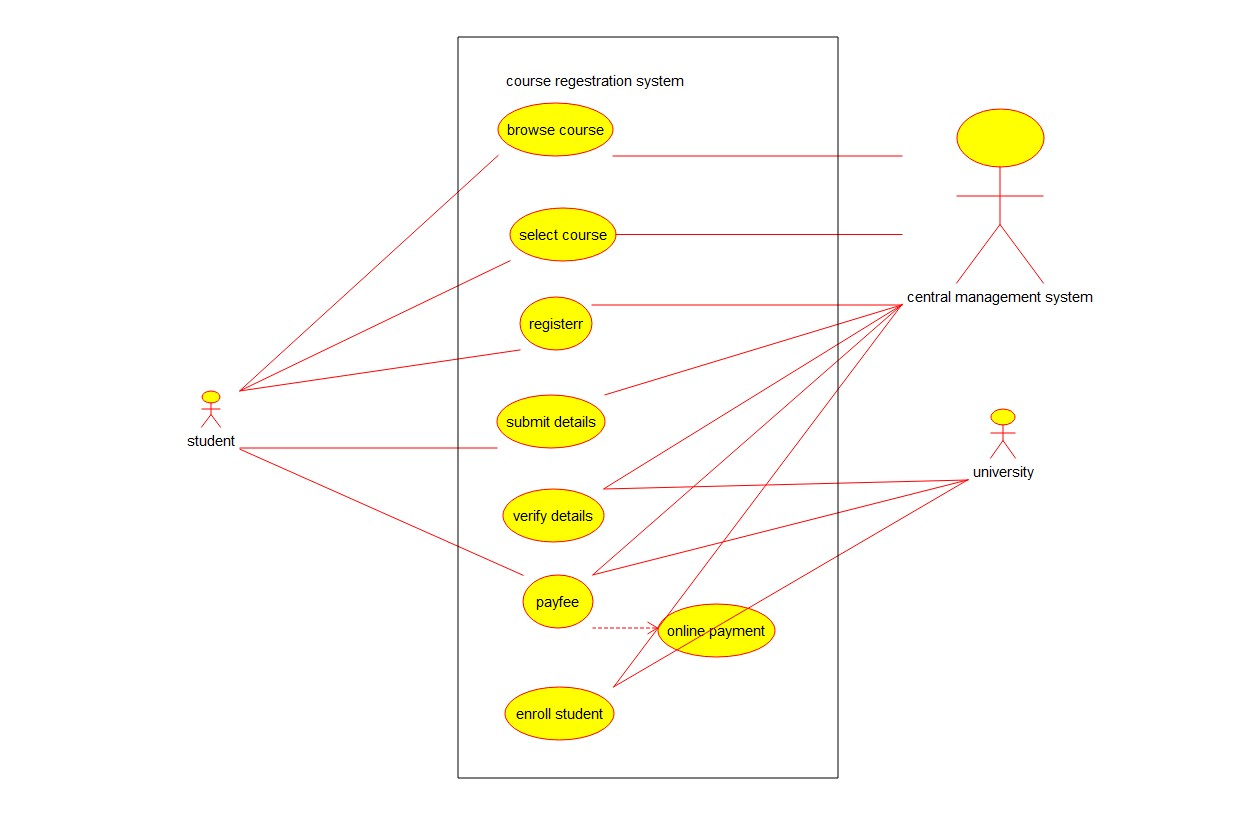 course regestration system
browse course
select course
central management system
registerr
submit details
student
university
verify details
payfee
online payment
enroll student